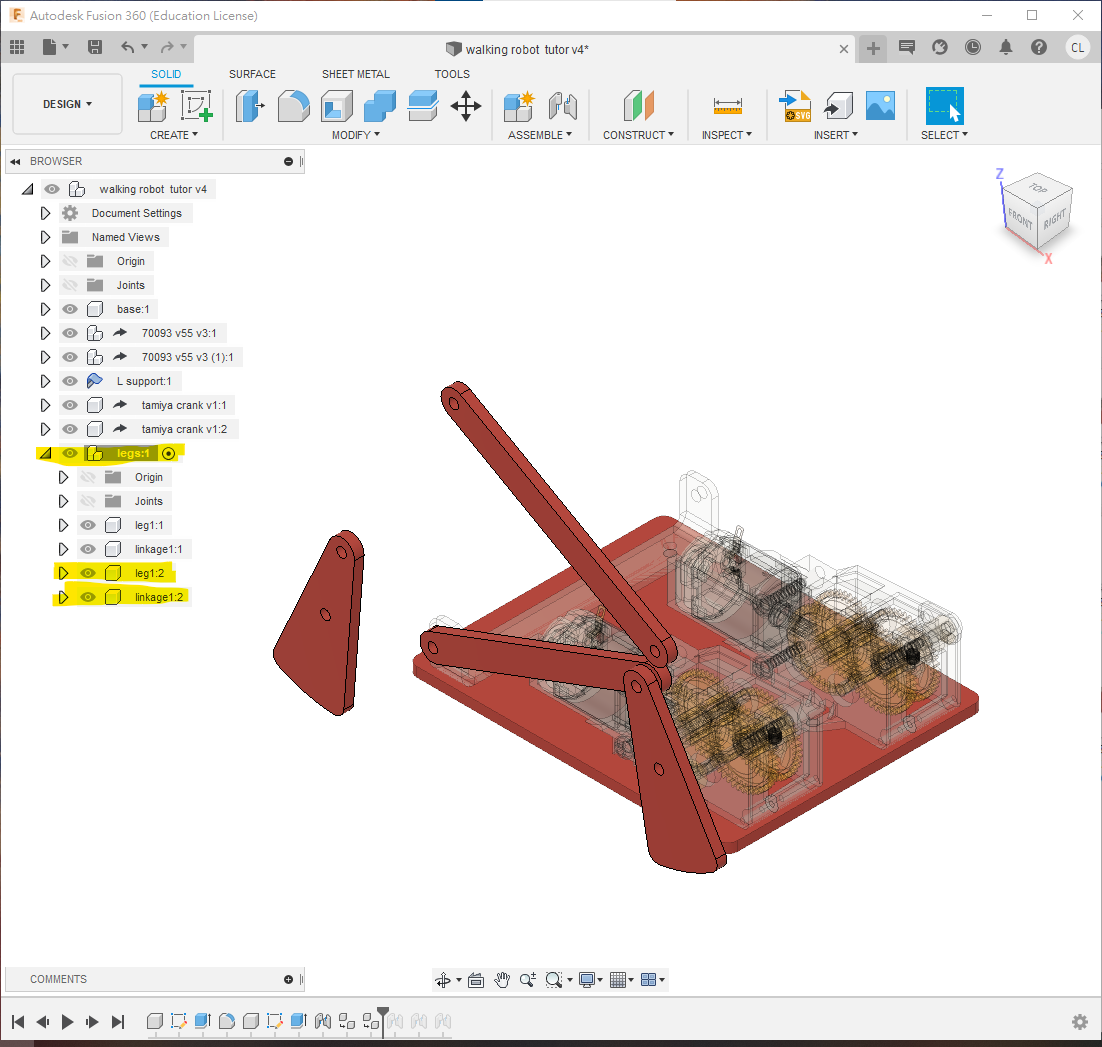 Autodesk Fusion 360 (Education License)
walking robot tutor v4*
CL
DESIGN
SOLID SURFACE SHEET METAL TOOLS
SVG
CREATE MODIFY ASSEMBLE CONSTRUCT INSPECT INSERT SELECT
BROWSER
walking robot tutor v4
Document Settings
Named Views
Origin
Joints
base:1
70093 v55 v3:1
70093 v55 v3 (1):1
L support:1
tamiya crank v1:1
tamiya crank v1:2
legs:1
Origin
Joints
leg1:1
linkage1:1
leg1:2
linkage1:2
Z
TOP
FRONT
RIGHT
X
COMMENTS